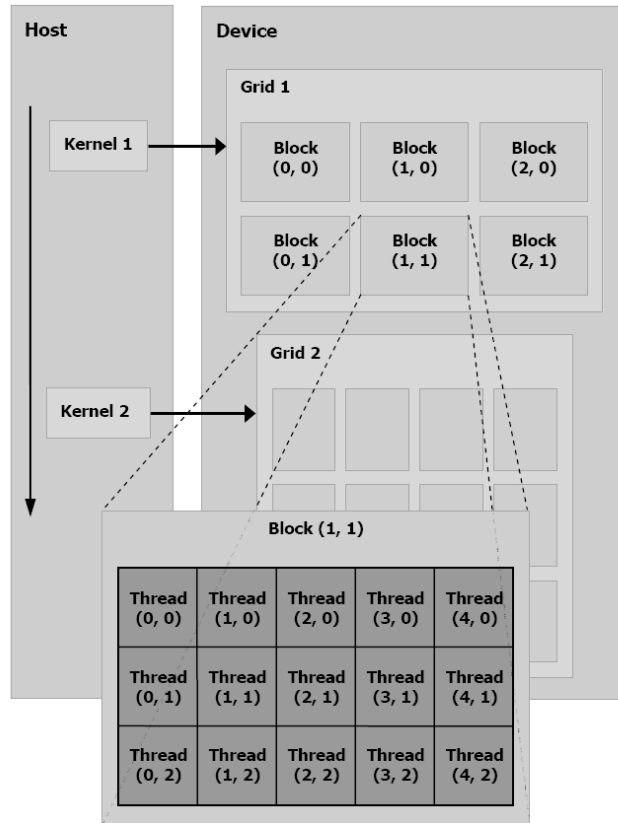 Host
Device
Grid 1
Kernel 1
Block
(0, 0)
Block
(1, 0)
Block
(2, 0)
Block
(0, 1)
Block
(1, 1)
Block
(2, 1)
Grid 2
Kernel 2
Block (1, 1)
Thread
(0, 0)
Thread
(1, 0)
Thread
(2, 0)
Thread
(3, 0)
Thread
(4, 0)
Thread
(0, 1)
Thread
(1, 1)
Thread
(2, 1)
Thread
(3, 1)
Thread
(4, 1)
Thread
(0, 2)
Thread
(1, 2)
Thread
(2, 2)
Thread
(3, 2)
Thread
(4, 2)